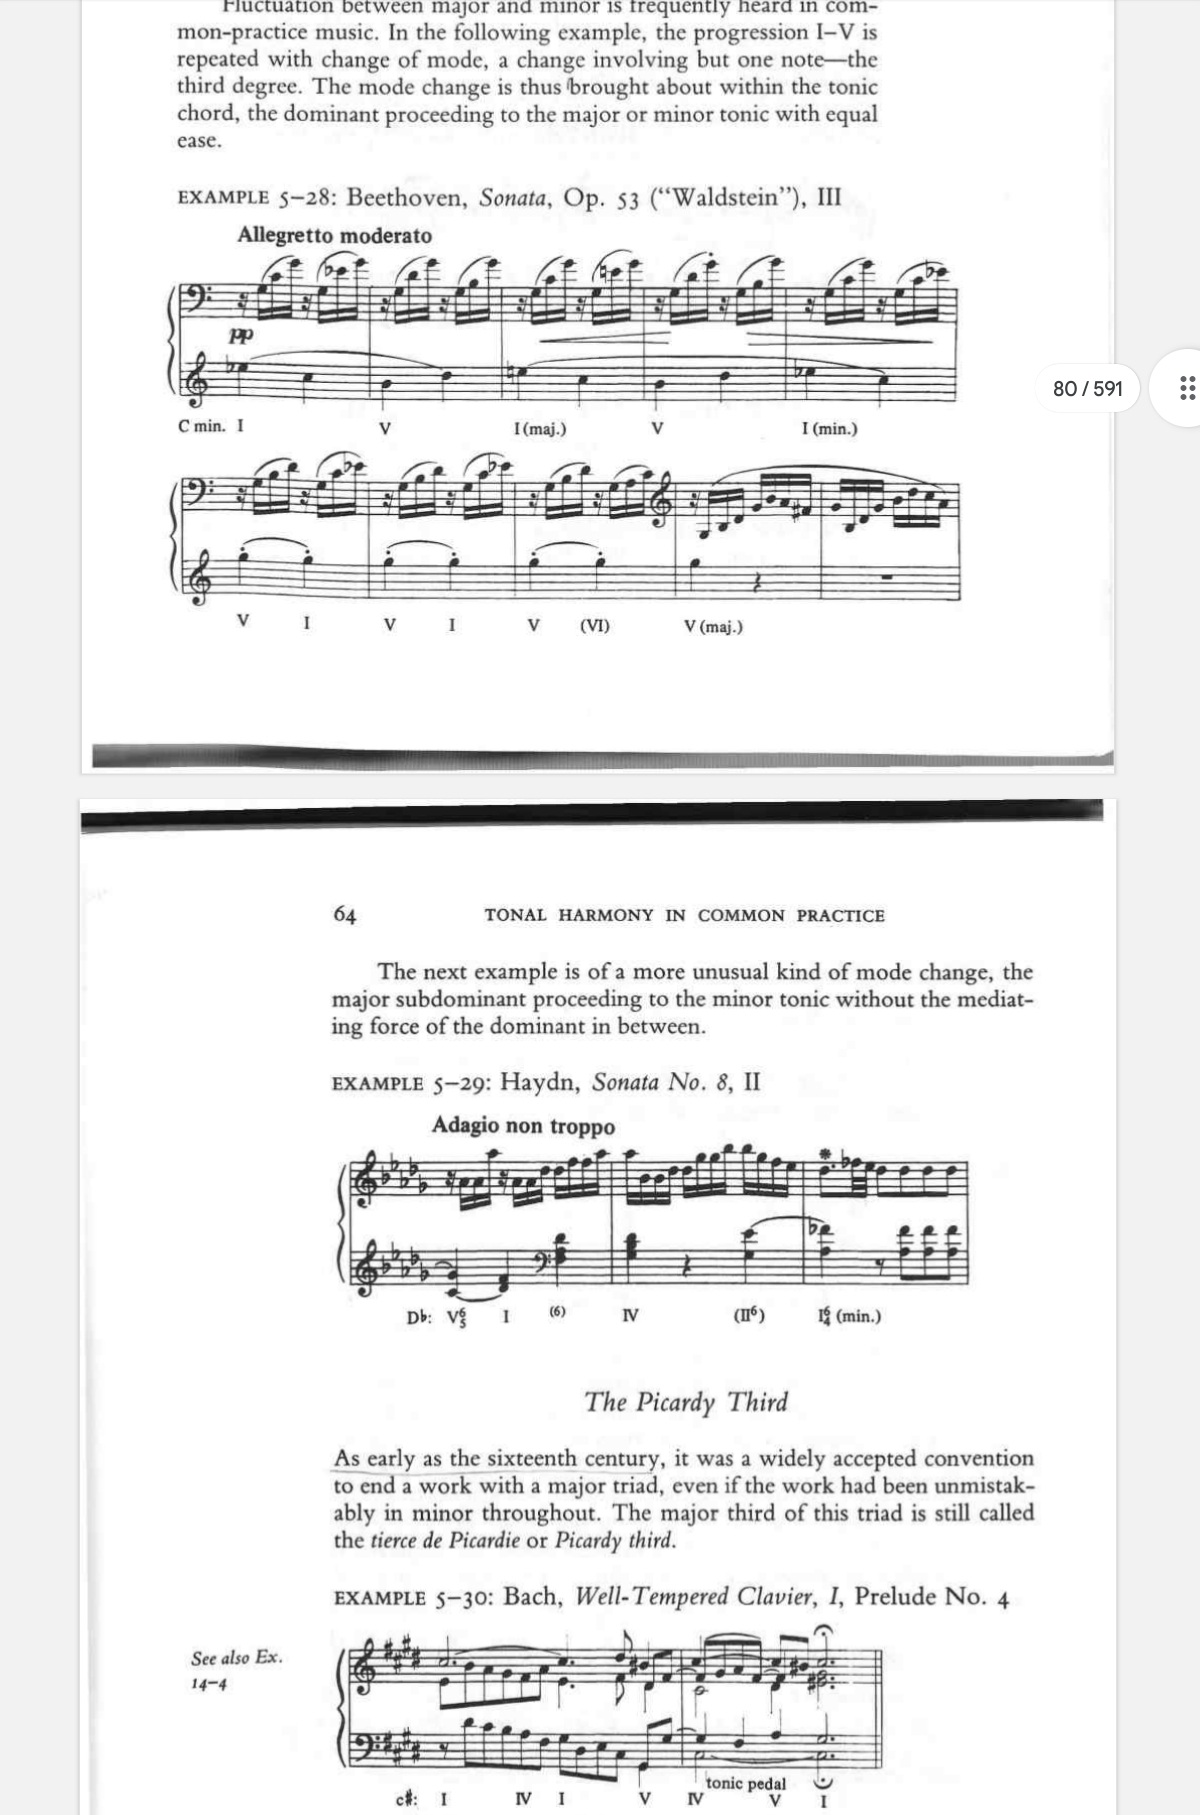 Fluctuation between major and minor is frequently heard in com-
mon-practice music. In the following example, the progression I–V is
repeated with change of mode, a change involving but one note—the
third degree. The mode change is thus brought about within the tonic
chord, the dominant proceeding to the major or minor tonic with equal
ease.
EXAMPLE 5–28: Beethoven, Sonata, Op. 53 (“Waldstein”), III
Allegretto moderato
pp
80 / 591
C min. I V I (maj.) V I (min.)
V I V I V (VI) V (maj.)
64 TONAL HARMONY IN COMMON PRACTICE
The next example is of a more unusual kind of mode change, the
major subdominant proceeding to the minor tonic without the mediat-
ing force of the dominant in between.
EXAMPLE 5–29: Haydn, Sonata No. 8, II
Adagio non troppo
D♭: V⁶₅ I (6) IV (II⁶) I⁶₄ (min.)
The Picardy Third
As early as the sixteenth century, it was a widely accepted convention
to end a work with a major triad, even if the work had been unmistak-
ably in minor throughout. The major third of this triad is still called
the tierce de Picardie or Picardy third.
EXAMPLE 5–30: Bach, Well-Tempered Clavier, I, Prelude No. 4
See also Ex.
14–4
tonic pedal
c♯: I IV I V IV V I